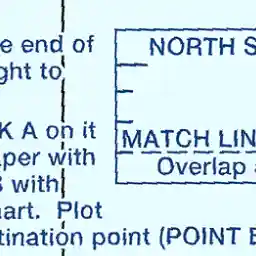 e end of
ght to
K A on it
per with
with
art. Plot
tination point (POINT
NORTH S
MATCH LIN
Overlap